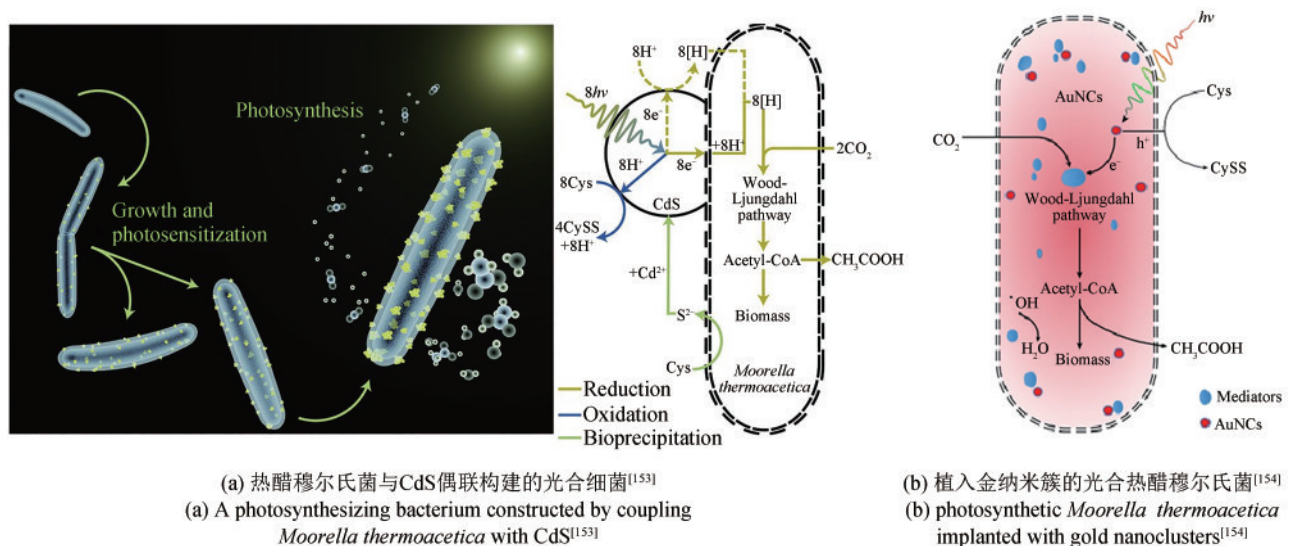 Photosynthesis
Growth and
photosensitization
8H⁺
8[H]
8hν
8e⁻
8[H]
8H⁺
8e⁻
+8H⁺
2CO₂
8Cys
CdS
4CySS
+8H⁺
Wood-
Ljungdahl
pathway
+Cd²⁺
Acetyl-CoA
CH₃COOH
S²⁻
Biomass
Cys
Moorella
thermoacetica
Reduction
Oxidation
Bioprecipitation
hν
AuNCs
Cys
CO₂
h⁺
e⁻
CySS
Wood-Ljungdahl
pathway
Acetyl-CoA
·OH
H₂O
Biomass
CH₃COOH
Mediators
AuNCs
(a) 热醋穆尔氏菌与CdS偶联构建的光合细菌[153]
(a) A photosynthesizing bacterium constructed by coupling
Moorella thermoacetica with CdS[153]
(b) 植入金纳米簇的光合热醋穆尔氏菌[154]
(b) photosynthetic Moorella thermoacetica
implanted with gold nanoclusters[154]